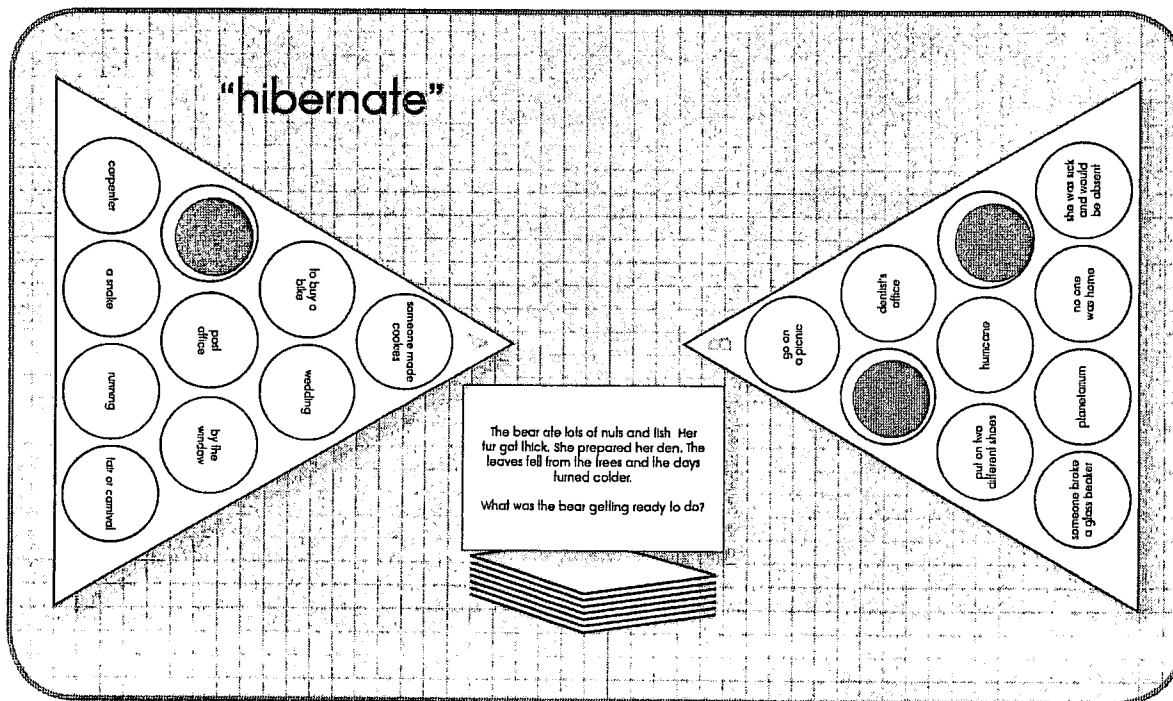 "hibernate"
carpenter
a snake
running
fair or carnival
post
office
by the
window
to buy a
bike
wedding
someone made
cookies
A
The bear ate lots of nuts and fish. Her
fur got thick. She prepared her den. The
leaves fell from the trees and the days
turned colder.
What was the bear getting ready to do?
B
go on
a picnic
dentist's
office
hurricane
put on two
different shoes
she was sick
and would
be absent
no one
was home
planetarium
someone broke
a glass beaker